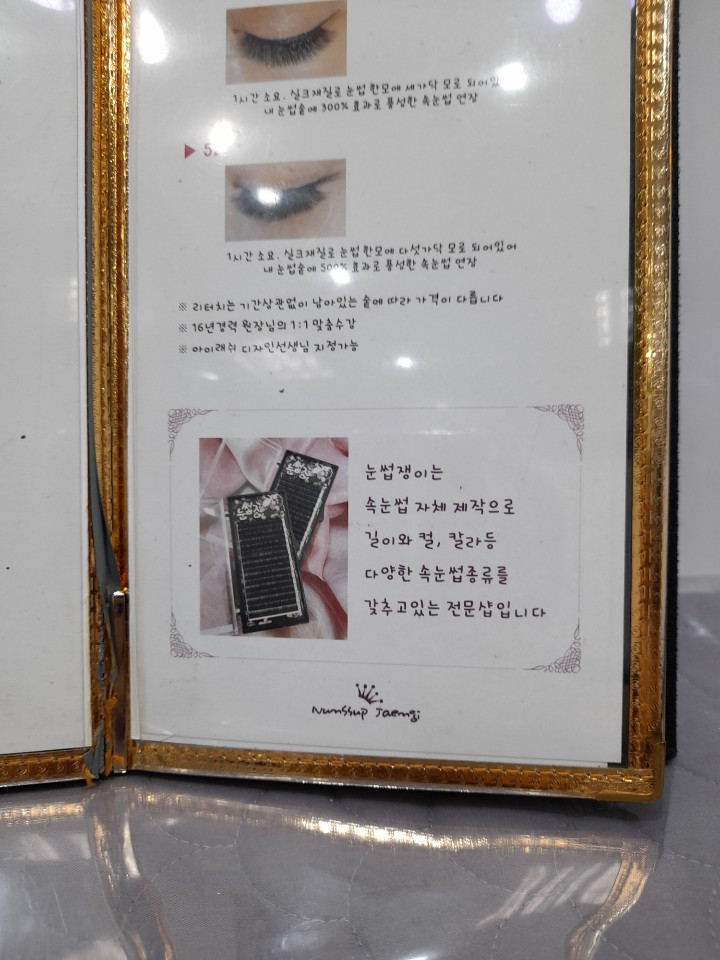 1시간 소요. 실크재질로 눈썹 한모에 세가닥 모로 되어있
내 눈썹숱에 300% 효과로 풍성한 속눈썹 연장
▶ 5
1시간 소요. 실크재질로 눈썹 한모에 다섯가닥 모로 되어있어
내 눈썹숱에 500% 효과로 풍성한 속눈썹 연장
※ 리터치는 기간상관없이 남아있는 숱에 따라 가격이 다릅니다
※ 16년경력 원장님의 1:1 맞춤수강
※ 아이래쉬 디자인선생님 지정가능
눈썹쟁이는
속눈썹 자체 제작으로
길이와 컬, 칼라등
다양한 속눈썹종류를
갖추고있는 전문샵입니다
눈썹쟁이
Nunssup Jaengi